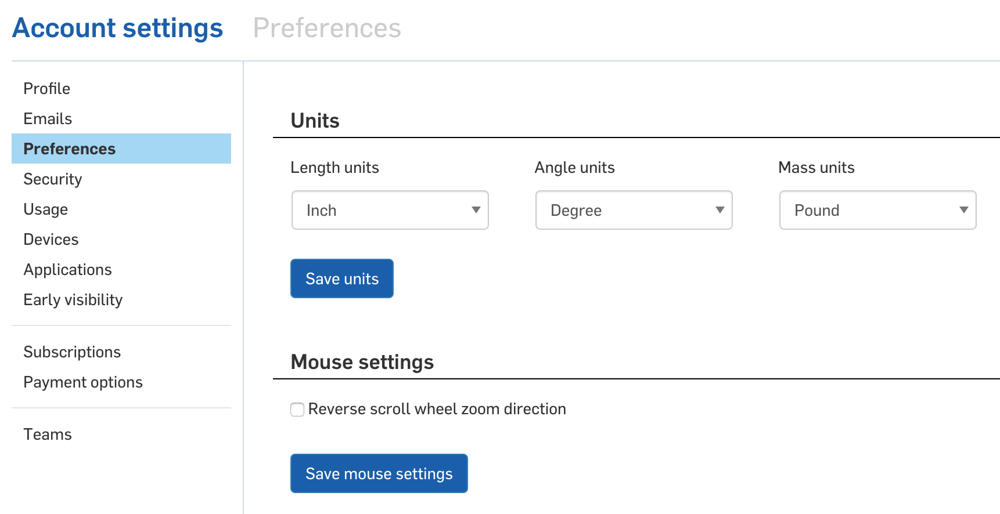 Account settings Preferences
Profile
Emails
Preferences
Security
Usage
Devices
Applications
Early visibility
Subscriptions
Payment options
Teams
Units
Length units Angle units Mass units
Inch Degree Pound
Save units
Mouse settings
Reverse scroll wheel zoom direction
Save mouse settings